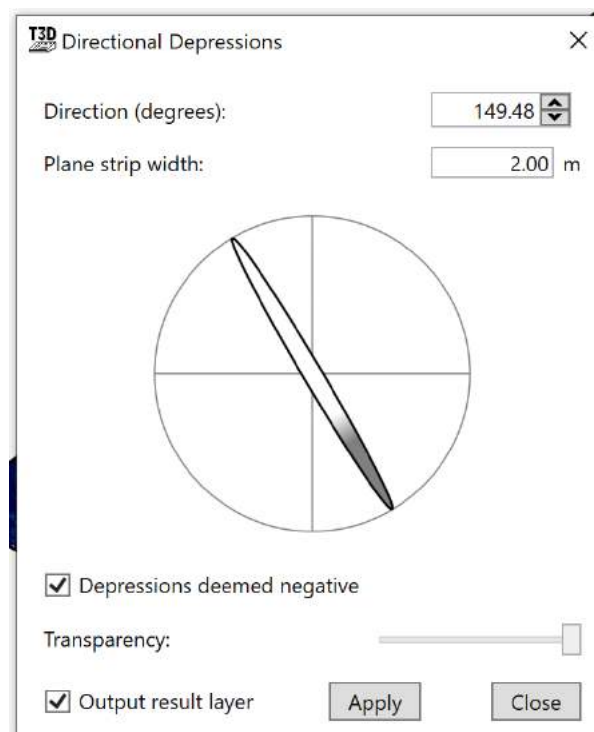 T3D Directional Depressions
Direction (degrees): 149.48
Plane strip width: 2.00 m
Depressions deemed negative
Transparency:
Output result layer Apply Close